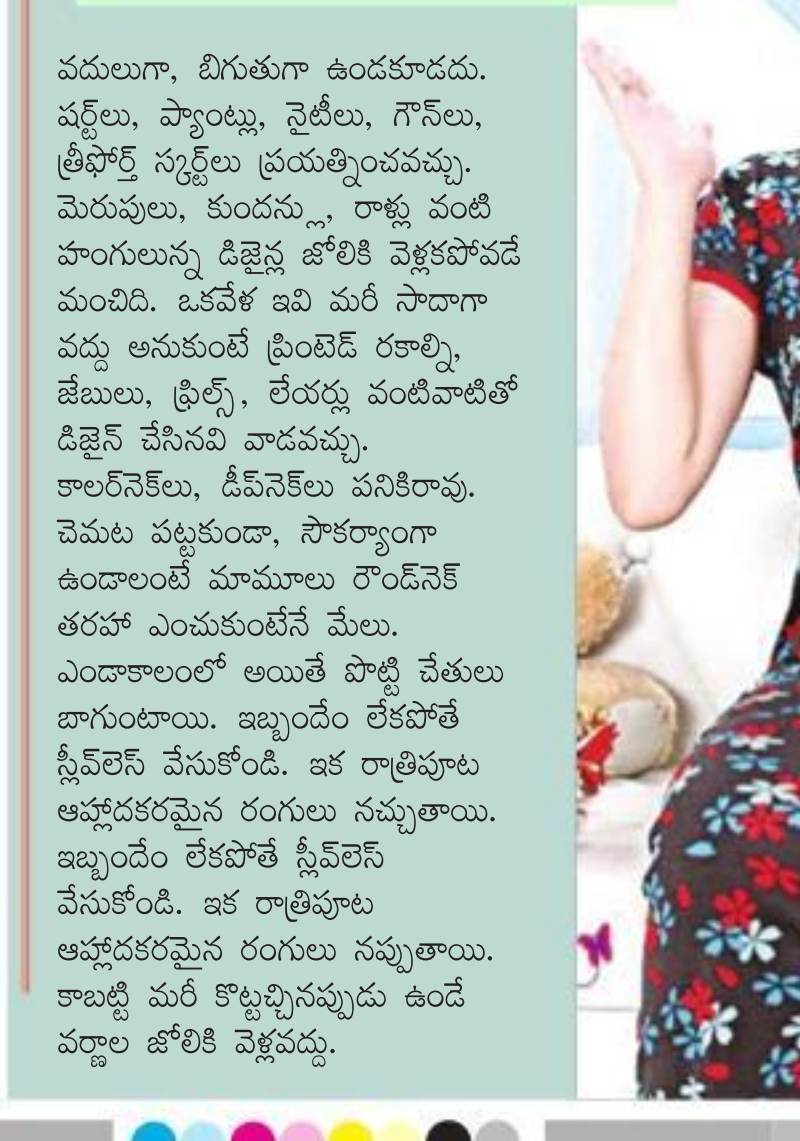 వదులుగా, బిగుతుగా ఉండకూడదు.
షర్ట్‌లు, ప్యాంట్లు, నైటీలు, గౌన్‌లు,
త్రీఫోర్త్ స్కర్ట్‌లు ప్రయత్నించవచ్చు.
మెరుపులు, కుందన్లు, రాళ్లు వంటి
హంగులున్న డిజైన్ల జోలికి వెళ్లకపోవడే
మంచిది. ఒకవేళ ఇవి మరీ సాదాగా
వద్దు అనుకుంటే ప్రింటెడ్ రకాల్ని,
జేబులు, ఫ్రిల్స్, లేయర్లు వంటివాటితో
డిజైన్ చేసినవి వాడవచ్చు.
కాలర్‌నెక్‌లు, డీప్‌నెక్‌లు పనికిరావు.
చెమట పట్టకుండా, సౌకర్యాంగా
ఉండాలంటే మామూలు రౌండ్‌నెక్
తరహా ఎంచుకుంటేనే మేలు.
ఎండాకాలంలో అయితే పొట్టి చేతులు
బాగుంటాయి. ఇబ్బందేం లేకపోతే
స్లీవ్‌లెస్ వేసుకోండి. ఇక రాత్రిపూట
ఆహ్లాదకరమైన రంగులు నచ్చుతాయి.
ఇబ్బందేం లేకపోతే స్లీవ్‌లెస్
వేసుకోండి. ఇక రాత్రిపూట
ఆహ్లాదకరమైన రంగులు నప్పుతాయి.
కాబట్టి మరీ కొట్టచ్చినప్పుడు ఉండే
వర్ణాల జోలికి వెళ్లవద్దు.